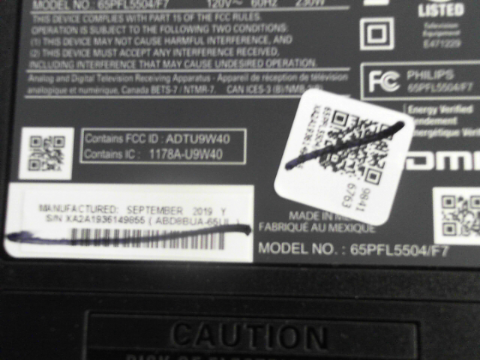 MODEL NO.: 65PFL5504/F7 120V~ 60Hz 230W
THIS DEVICE COMPLIES WITH PART 15 OF THE FCC RULES.
OPERATION IS SUBJECT TO THE FOLLOWING TWO CONDITIONS:
(1) THIS DEVICE MAY NOT CAUSE HARMFUL INTERFERENCE, AND
(2) THIS DEVICE MUST ACCEPT ANY INTERFERENCE RECEIVED,
INCLUDING INTERFERENCE THAT MAY CAUSE UNDESIRED OPERATION.
Analog and Digital Television Receiving Apparatus - Appareil de réception de télévision
analogique et numérique, Canada BETS-7 / NTMR-7. CAN ICES-3 (B)/NMB
LISTED
Television
Equipment
E471229
FC PHILIPS
65PFL5504/F7
Energy Verified
Contains FCC ID : ADTU9W40
Contains IC : 1178A-U9W40
9841
6763
MANUFACTURED: SEPTEMBER 2019 Y
S/N XA2A1936149855
MADE IN
FABRIQUÉ AU MEXIQUE
MODEL NO. : 65PFL5504/F7
CAUTION